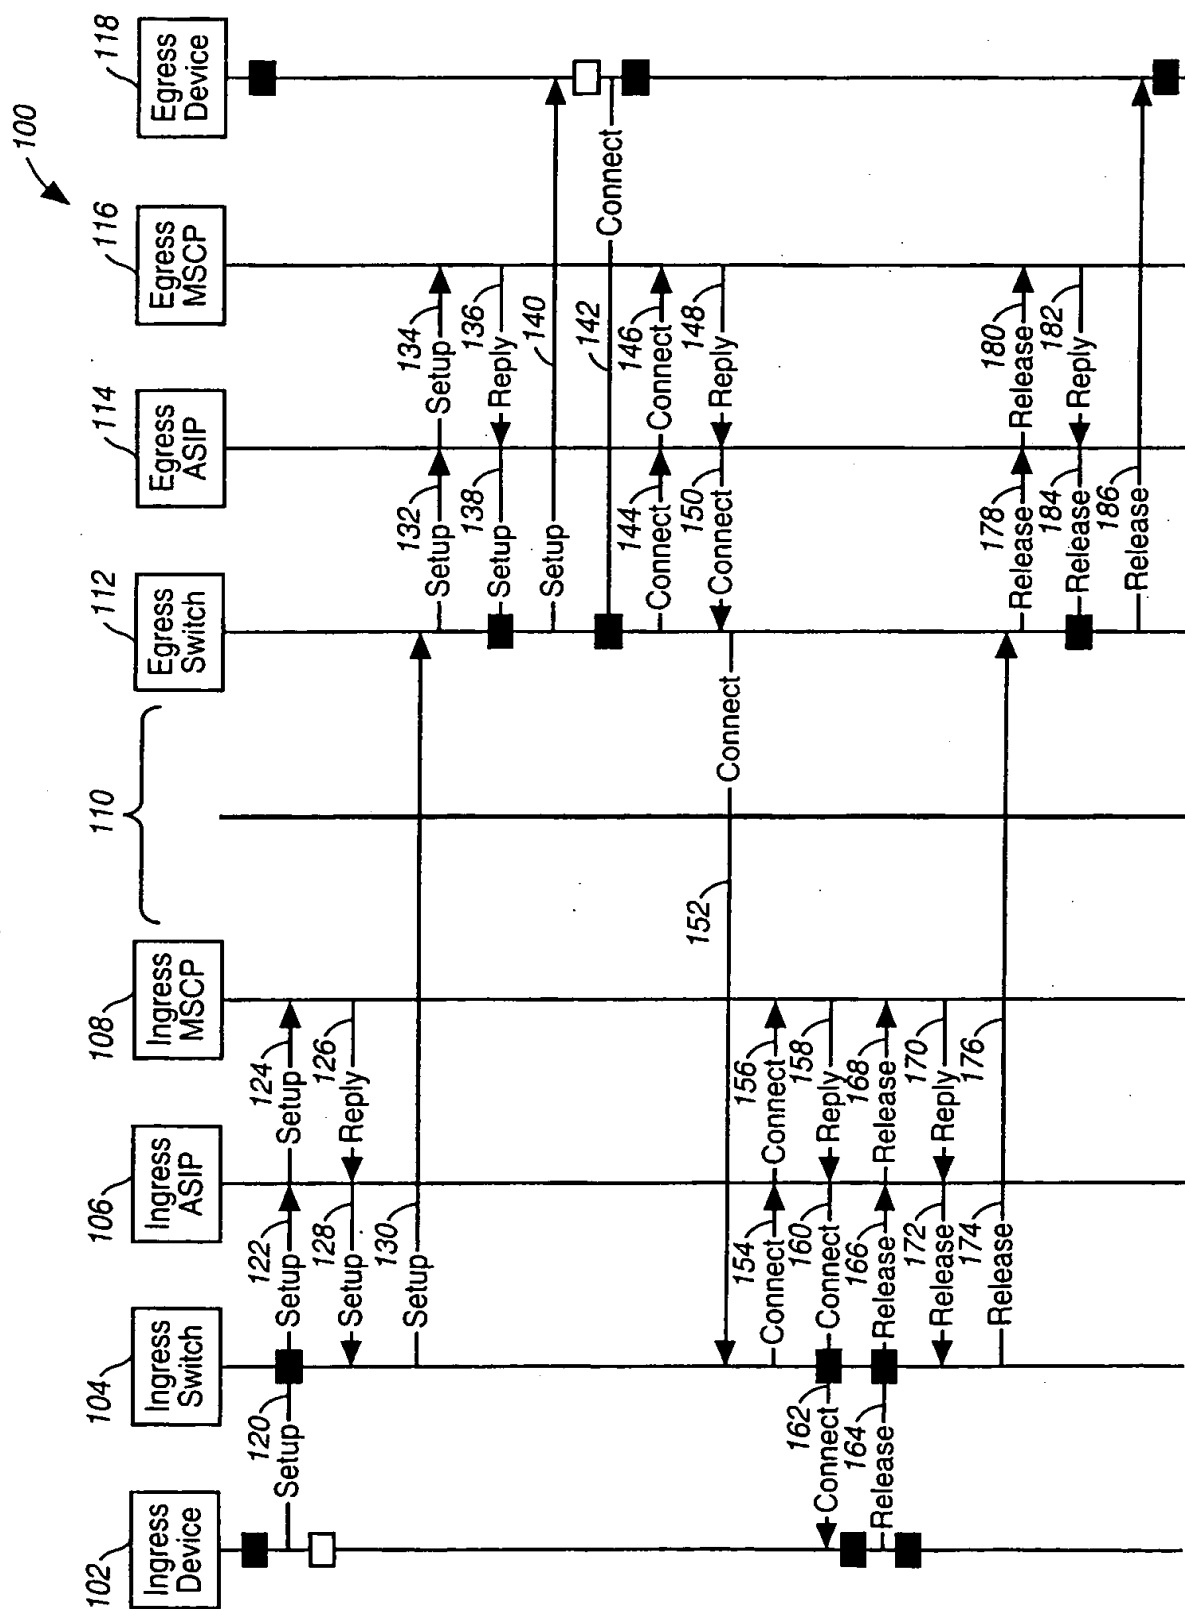 100
102
Ingress
Device
104
Ingress
Switch
106
Ingress
ASIP
108
Ingress
MSCP
110
112
Egress
Switch
114
Egress
ASIP
116
Egress
MSCP
118
Egress
Device
120
Setup
122
Setup
124
Setup
126
Reply
128
Setup
130
Setup
132
Setup
134
Setup
136
Reply
138
Setup
140
Setup
142
Connect
144
Connect
146
Connect
148
Reply
150
Connect
152
Connect
154
Connect
156
Connect
158
Reply
160
Connect
162
Connect
164
Release
166
Release
168
Release
170
Reply
172
Release
174
Release
176
178
Release
180
Release
182
Reply
184
Release
186
Release